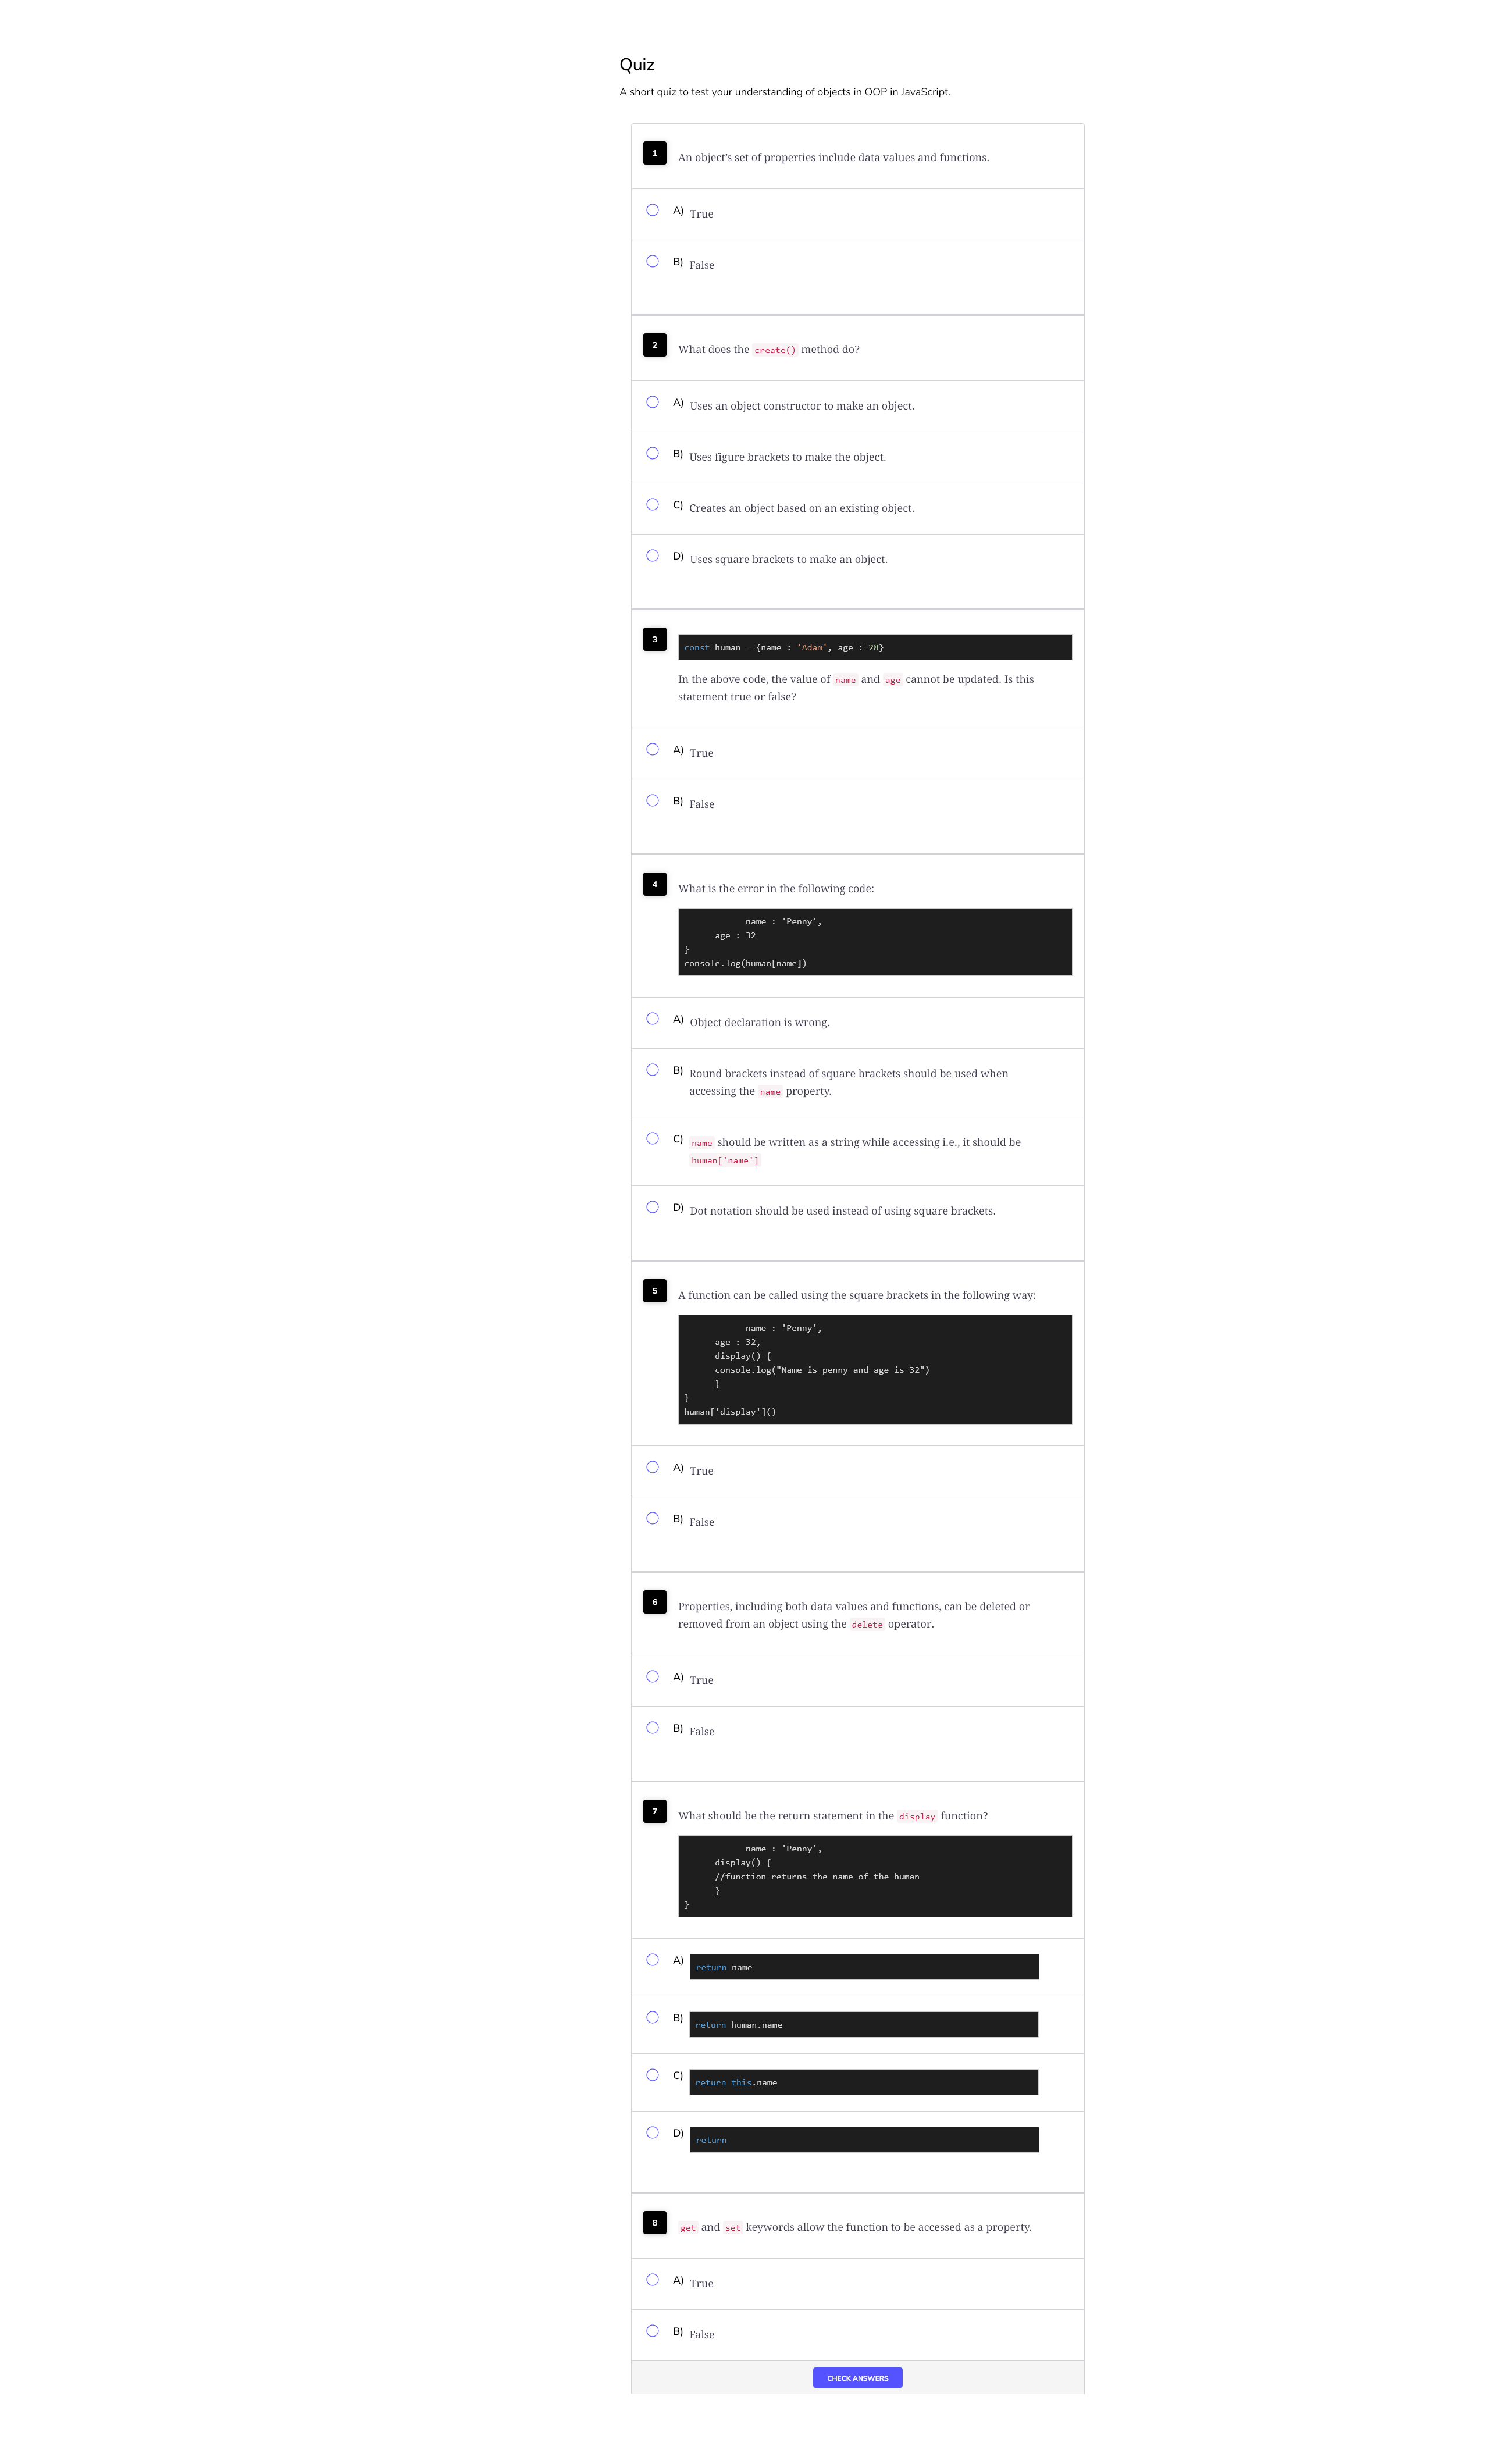 Quiz
A short quiz to test your understanding of objects in OOP in JavaScript.
1
An object’s set of properties include data values and functions.
A) True
B) False
2
What does the create() method do?
A) Uses an object constructor to make an object.
B) Uses figure brackets to make the object.
C) Creates an object based on an existing object.
D) Uses square brackets to make an object.
3
const human = {name : 'Adam', age : 28}
In the above code, the value of name and age cannot be updated. Is this
statement true or false?
A) True
B) False
4
What is the error in the following code:
name : 'Penny',
age : 32
}
console.log(human[name])
A) Object declaration is wrong.
B) Round brackets instead of square brackets should be used when
accessing the name property.
C) name should be written as a string while accessing i.e., it should be
human['name']
D) Dot notation should be used instead of using square brackets.
5
A function can be called using the square brackets in the following way:
name : 'Penny',
age : 32,
display() {
console.log("Name is penny and age is 32")
}
}
human['display']()
A) True
B) False
6
Properties, including both data values and functions, can be deleted or
removed from an object using the delete operator.
A) True
B) False
7
What should be the return statement in the display function?
name : 'Penny',
display() {
//function returns the name of the human
}
}
A) return name
B) return human.name
C) return this.name
D) return
8
get and set keywords allow the function to be accessed as a property.
A) True
B) False
CHECK ANSWERS